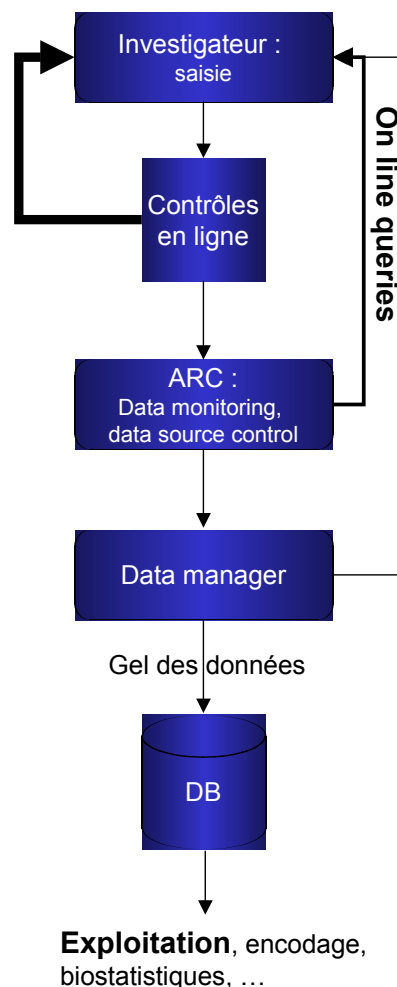 Investigateur :
saisie
On line queries
Contrôles
en ligne
ARC :
Data monitoring,
data source control
Data manager
Gel des données
DB
Exploitation, encodage,
biostatistiques, …